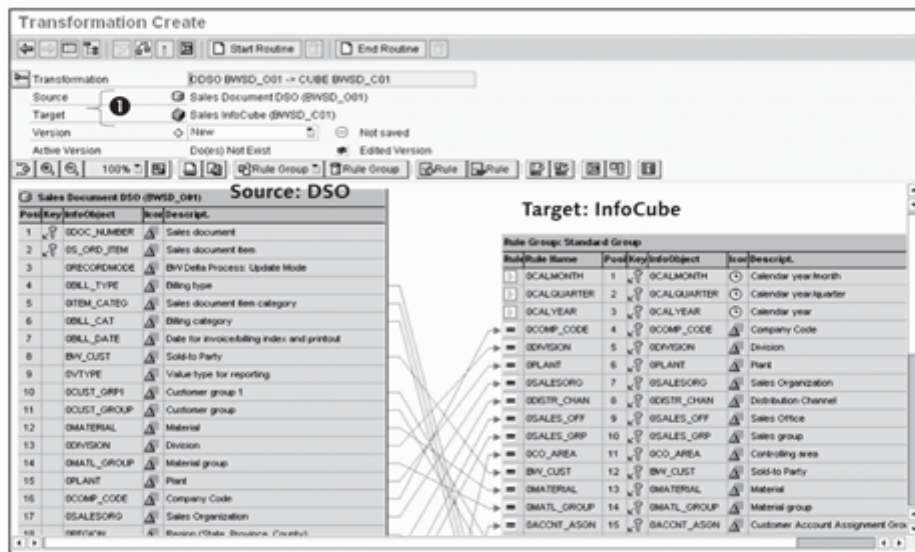 Transformation Create
Start Routine End Routine
Transformation ODSO BWSD_O01 -> CUBE BWSD_C01
Source Sales Document DSO (BWSD_O01)
1
Target Sales InfoCube (BWSD_C01)
Version New Not saved
Active Version Do(es) Not Exist Edited Version
100% Rule Group Rule Group Rule Rule
Sales Document DSO (BWSD_O01) Source: DSO
Target: InfoCube
Posi Key InfoObject Icon Descript.
1 0DOC_NUMBER Sales document
2 0S_ORD_ITEM Sales document item
3 0RECORDMODE BW Delta Process: Update Mode
4 0BILL_TYPE Billing type
5 0ITEM_CATEG Sales document item category
6 0BILL_CAT Billing category
7 0BILL_DATE Date for invoice/billing index and printout
8 BW_CUST Sold-to Party
9 0VTYPE Value type for reporting
10 0CUST_GRP1 Customer group 1
11 0CUST_GROUP Customer group
12 0MATERIAL Material
13 0DIVISION Division
14 0MATL_GROUP Material group
15 0PLANT Plant
16 0COMP_CODE Company Code
17 0SALESORG Sales Organization
18 0REGION Region (State, Province, County)
Rule Group: Standard Group
Rule Rule Name Posi Key InfoObject Icon Descript.
0CALMONTH 1 0CALMONTH Calendar year/month
0CALQUARTER 2 0CALQUARTER Calendar year/quarter
0CALYEAR 3 0CALYEAR Calendar year
0COMP_CODE 4 0COMP_CODE Company Code
0DIVISION 5 0DIVISION Division
0PLANT 6 0PLANT Plant
0SALESORG 7 0SALESORG Sales Organization
0DISTR_CHAN 8 0DISTR_CHAN Distribution Channel
0SALES_OFF 9 0SALES_OFF Sales Office
0SALES_GRP 10 0SALES_GRP Sales group
0CO_AREA 11 0CO_AREA Controlling area
BW_CUST 12 BW_CUST Sold-to Party
0MATERIAL 13 0MATERIAL Material
0MATL_GROUP 14 0MATL_GROUP Material group
0ACCNT_ASGN 15 0ACCNT_ASGN Customer Account Assignment Gro